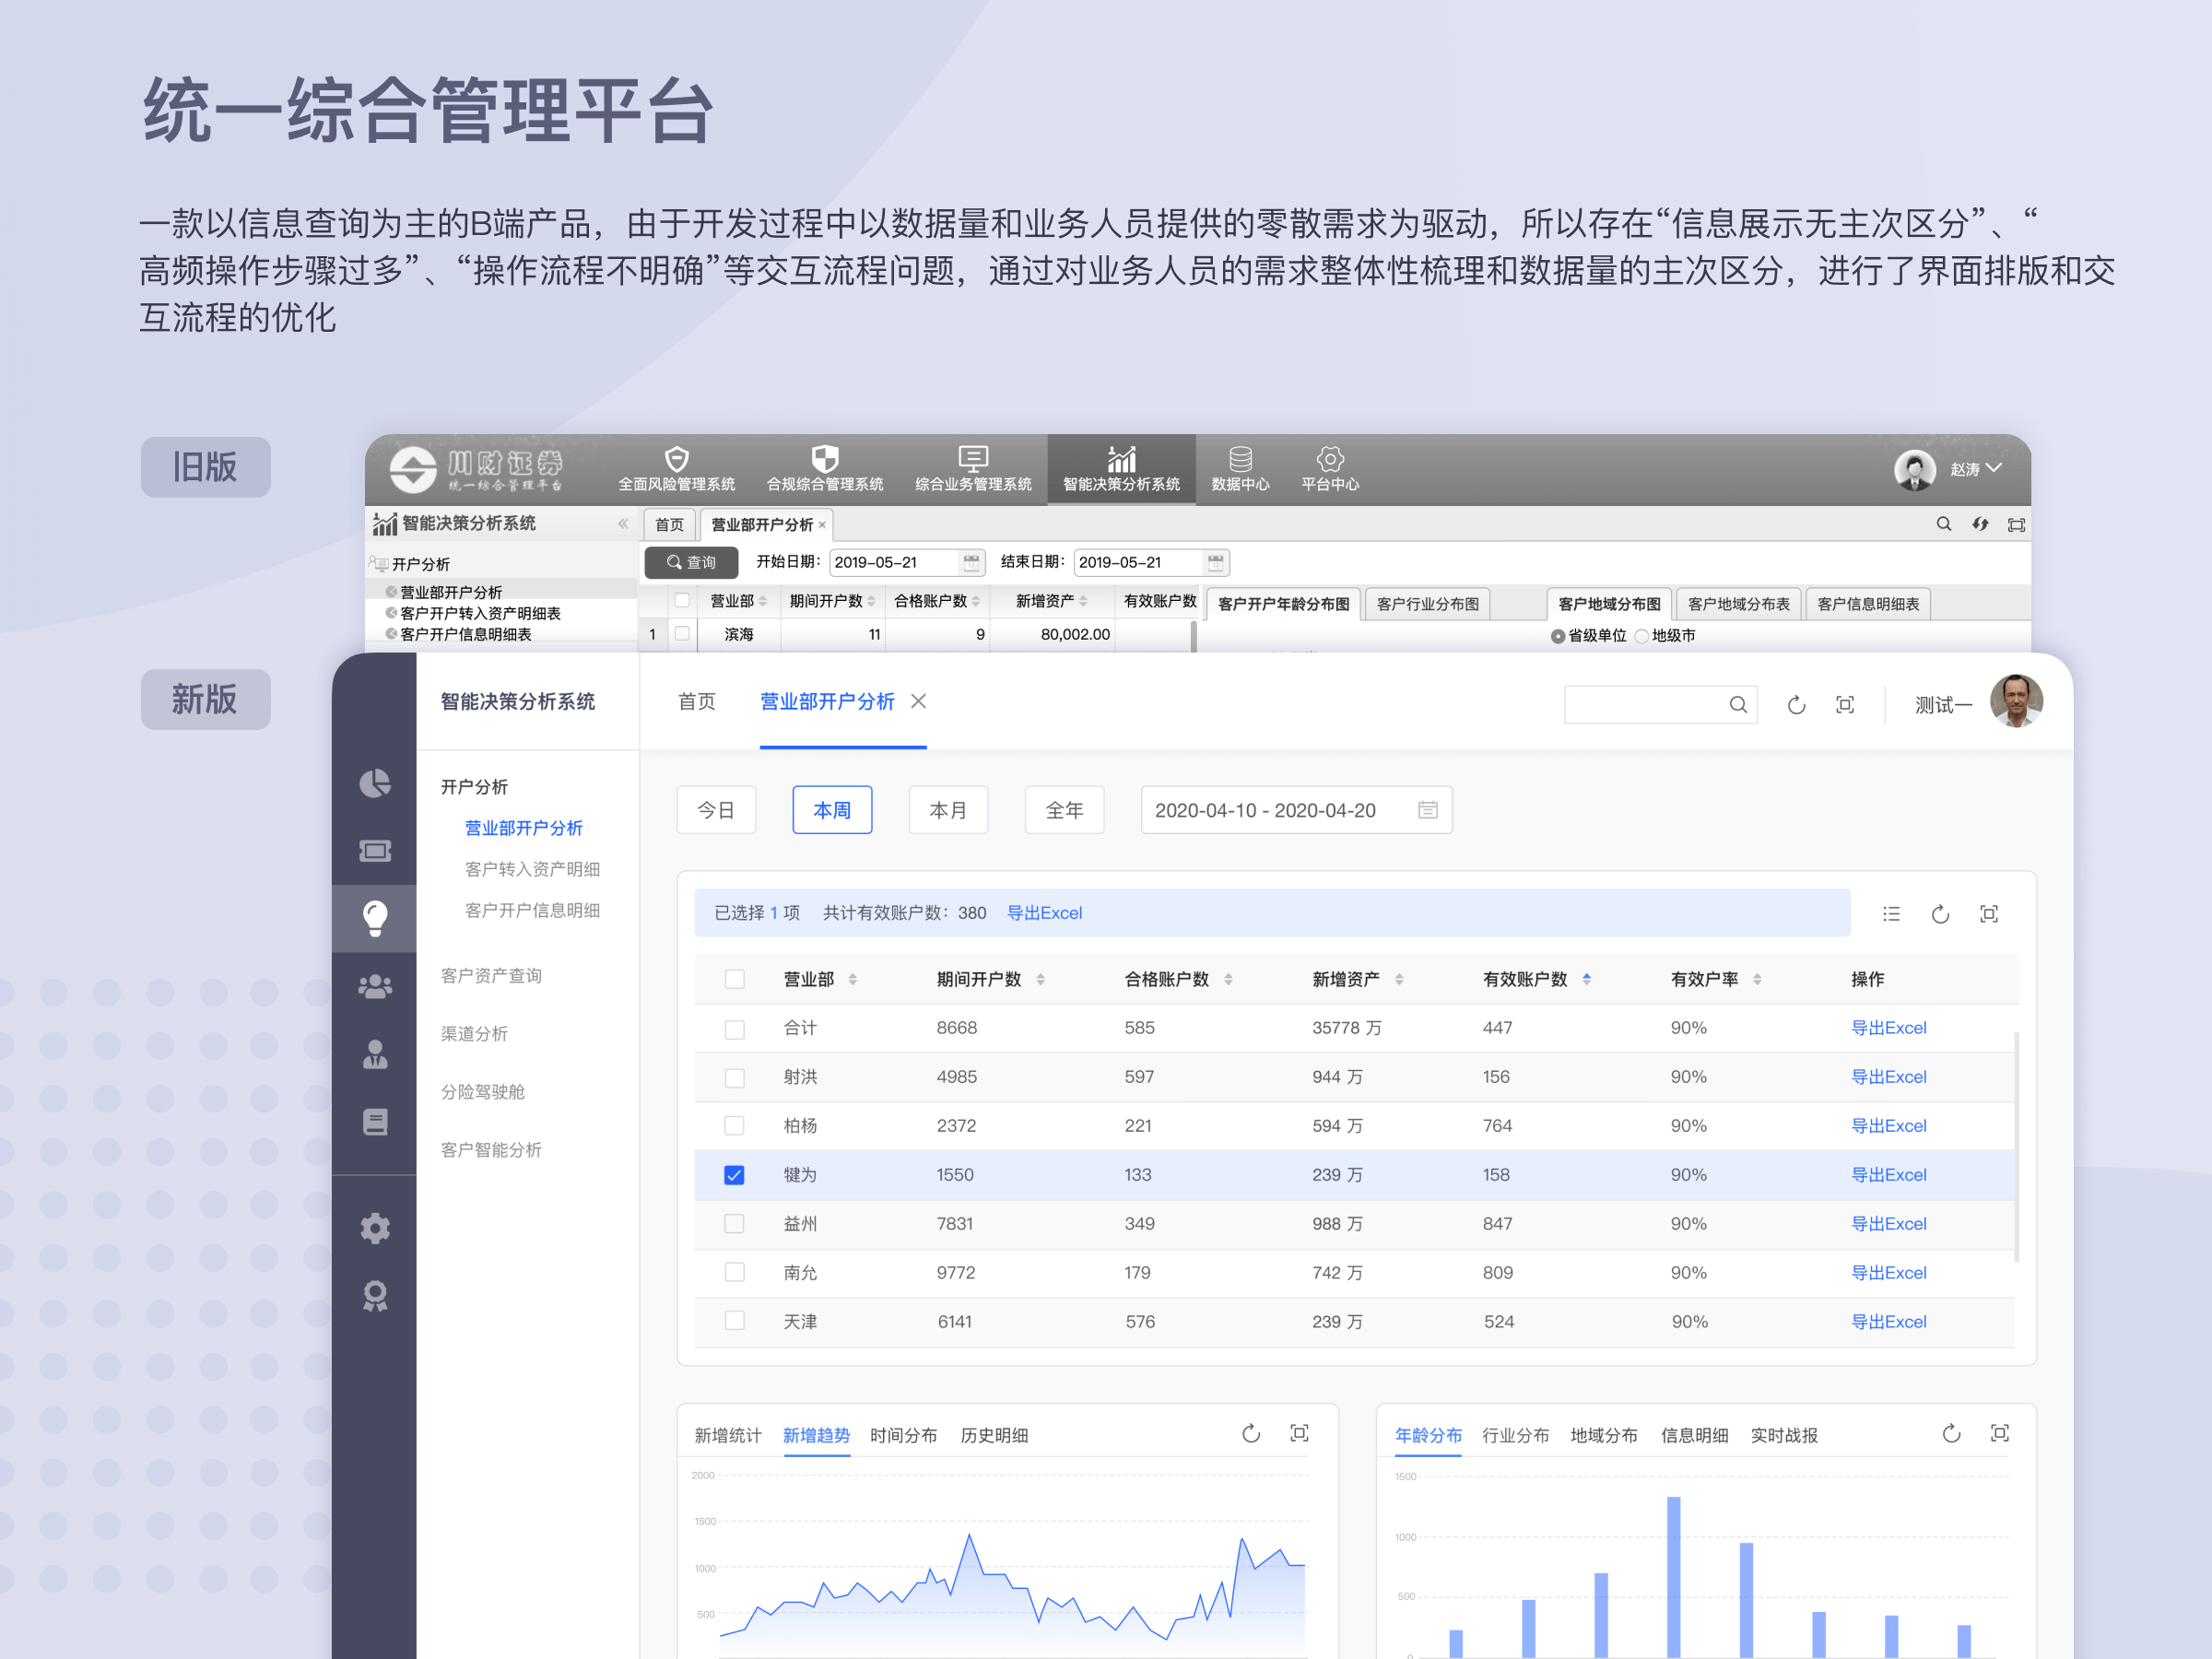 统一综合管理平台
一款以信息查询为主的B端产品，由于开发过程中以数据量和业务人员提供的零散需求为驱动，所以存在“信息展示无主次区分”、“
高频操作步骤过多”、“操作流程不明确”等交互流程问题，通过对业务人员的需求整体性梳理和数据量的主次区分，进行了界面排版和交
互流程的优化
旧版
川财证券
统一综合管理平台
全面风险管理系统 合规综合管理系统 综合业务管理系统 智能决策分析系统 数据中心 平台中心 赵涛
智能决策分析系统 « 首页 营业部开户分析 ×
开户分析
营业部开户分析
客户开户转入资产明细表
客户开户信息明细表
查询 开始日期： 2019-05-21 结束日期： 2019-05-21
营业部 期间开户数 合格账户数 新增资产 有效账户数
1 滨海 11 9 80,002.00
客户开户年龄分布图 客户行业分布图 客户地域分布图 客户地域分布表 客户信息明细表
省级单位 地级市
新版
智能决策分析系统
首页 营业部开户分析 测试一
开户分析
营业部开户分析
客户转入资产明细
客户开户信息明细
客户资产查询
渠道分析
分险驾驶舱
客户智能分析
今日 本周 本月 全年 2020-04-10 - 2020-04-20
已选择 1 项 共计有效账户数：380 导出Excel
营业部 期间开户数 合格账户数 新增资产 有效账户数 有效户率 操作
合计 8668 585 35778 万 447 90% 导出Excel
射洪 4985 597 944 万 156 90% 导出Excel
柏杨 2372 221 594 万 764 90% 导出Excel
犍为 1550 133 239 万 158 90% 导出Excel
益州 7831 349 988 万 847 90% 导出Excel
南允 9772 179 742 万 809 90% 导出Excel
天津 6141 576 239 万 524 90% 导出Excel
新增统计 新增趋势 时间分布 历史明细
2000
1500
1000
500
年龄分布 行业分布 地域分布 信息明细 实时战报
1500
1000
500
0